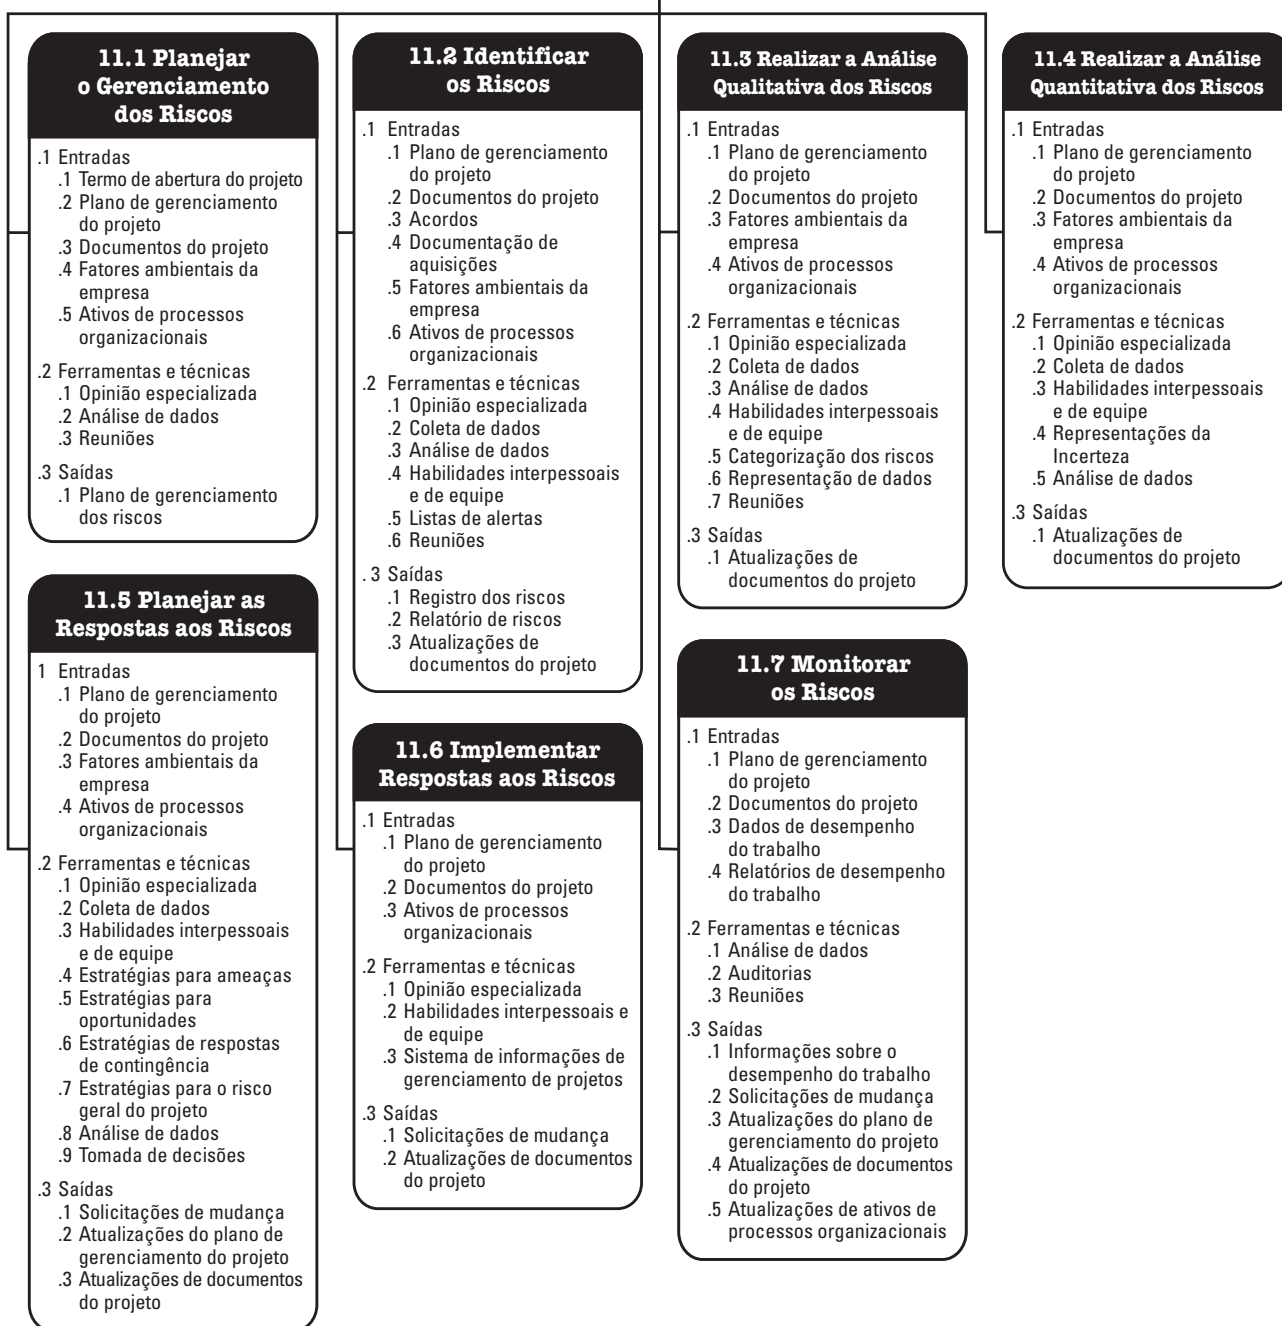 11.1 Planejar
o Gerenciamento
dos Riscos
.1 Entradas
.1 Termo de abertura do projeto
.2 Plano de gerenciamento
do projeto
.3 Documentos do projeto
.4 Fatores ambientais da
empresa
.5 Ativos de processos
organizacionais
.2 Ferramentas e técnicas
.1 Opinião especializada
.2 Análise de dados
.3 Reuniões
.3 Saídas
.1 Plano de gerenciamento
dos riscos
11.2 Identificar
os Riscos
.1 Entradas
.1 Plano de gerenciamento
do projeto
.2 Documentos do projeto
.3 Acordos
.4 Documentação de
aquisições
.5 Fatores ambientais da
empresa
.6 Ativos de processos
organizacionais
.2 Ferramentas e técnicas
.1 Opinião especializada
.2 Coleta de dados
.3 Análise de dados
.4 Habilidades interpessoais
e de equipe
.5 Listas de alertas
.6 Reuniões
. 3 Saídas
.1 Registro dos riscos
.2 Relatório de riscos
.3 Atualizações de
documentos do projeto
11.3 Realizar a Análise
Qualitativa dos Riscos
.1 Entradas
.1 Plano de gerenciamento
do projeto
.2 Documentos do projeto
.3 Fatores ambientais da
empresa
.4 Ativos de processos
organizacionais
.2 Ferramentas e técnicas
.1 Opinião especializada
.2 Coleta de dados
.3 Análise de dados
.4 Habilidades interpessoais
e de equipe
.5 Categorização dos riscos
.6 Representação de dados
.7 Reuniões
.3 Saídas
.1 Atualizações de
documentos do projeto
11.4 Realizar a Análise
Quantitativa dos Riscos
.1 Entradas
.1 Plano de gerenciamento
do projeto
.2 Documentos do projeto
.3 Fatores ambientais da
empresa
.4 Ativos de processos
organizacionais
.2 Ferramentas e técnicas
.1 Opinião especializada
.2 Coleta de dados
.3 Habilidades interpessoais
e de equipe
.4 Representações da
Incerteza
.5 Análise de dados
.3 Saídas
.1 Atualizações de
documentos do projeto
11.5 Planejar as
Respostas aos Riscos
1 Entradas
.1 Plano de gerenciamento
do projeto
.2 Documentos do projeto
.3 Fatores ambientais da
empresa
.4 Ativos de processos
organizacionais
.2 Ferramentas e técnicas
.1 Opinião especializada
.2 Coleta de dados
.3 Habilidades interpessoais
e de equipe
.4 Estratégias para ameaças
.5 Estratégias para
oportunidades
.6 Estratégias de respostas
de contingência
.7 Estratégias para o risco
geral do projeto
.8 Análise de dados
.9 Tomada de decisões
.3 Saídas
.1 Solicitações de mudança
.2 Atualizações do plano de
gerenciamento do projeto
.3 Atualizações de documentos
do projeto
11.6 Implementar
Respostas aos Riscos
.1 Entradas
.1 Plano de gerenciamento
do projeto
.2 Documentos do projeto
.3 Ativos de processos
organizacionais
.2 Ferramentas e técnicas
.1 Opinião especializada
.2 Habilidades interpessoais e
de equipe
.3 Sistema de informações de
gerenciamento de projetos
.3 Saídas
.1 Solicitações de mudança
.2 Atualizações de documentos
do projeto
11.7 Monitorar
os Riscos
.1 Entradas
.1 Plano de gerenciamento
do projeto
.2 Documentos do projeto
.3 Dados de desempenho
do trabalho
.4 Relatórios de desempenho
do trabalho
.2 Ferramentas e técnicas
.1 Análise de dados
.2 Auditorias
.3 Reuniões
.3 Saídas
.1 Informações sobre o
desempenho do trabalho
.2 Solicitações de mudança
.3 Atualizações do plano de
gerenciamento do projeto
.4 Atualizações de documentos
do projeto
.5 Atualizações de ativos de
processos organizacionais